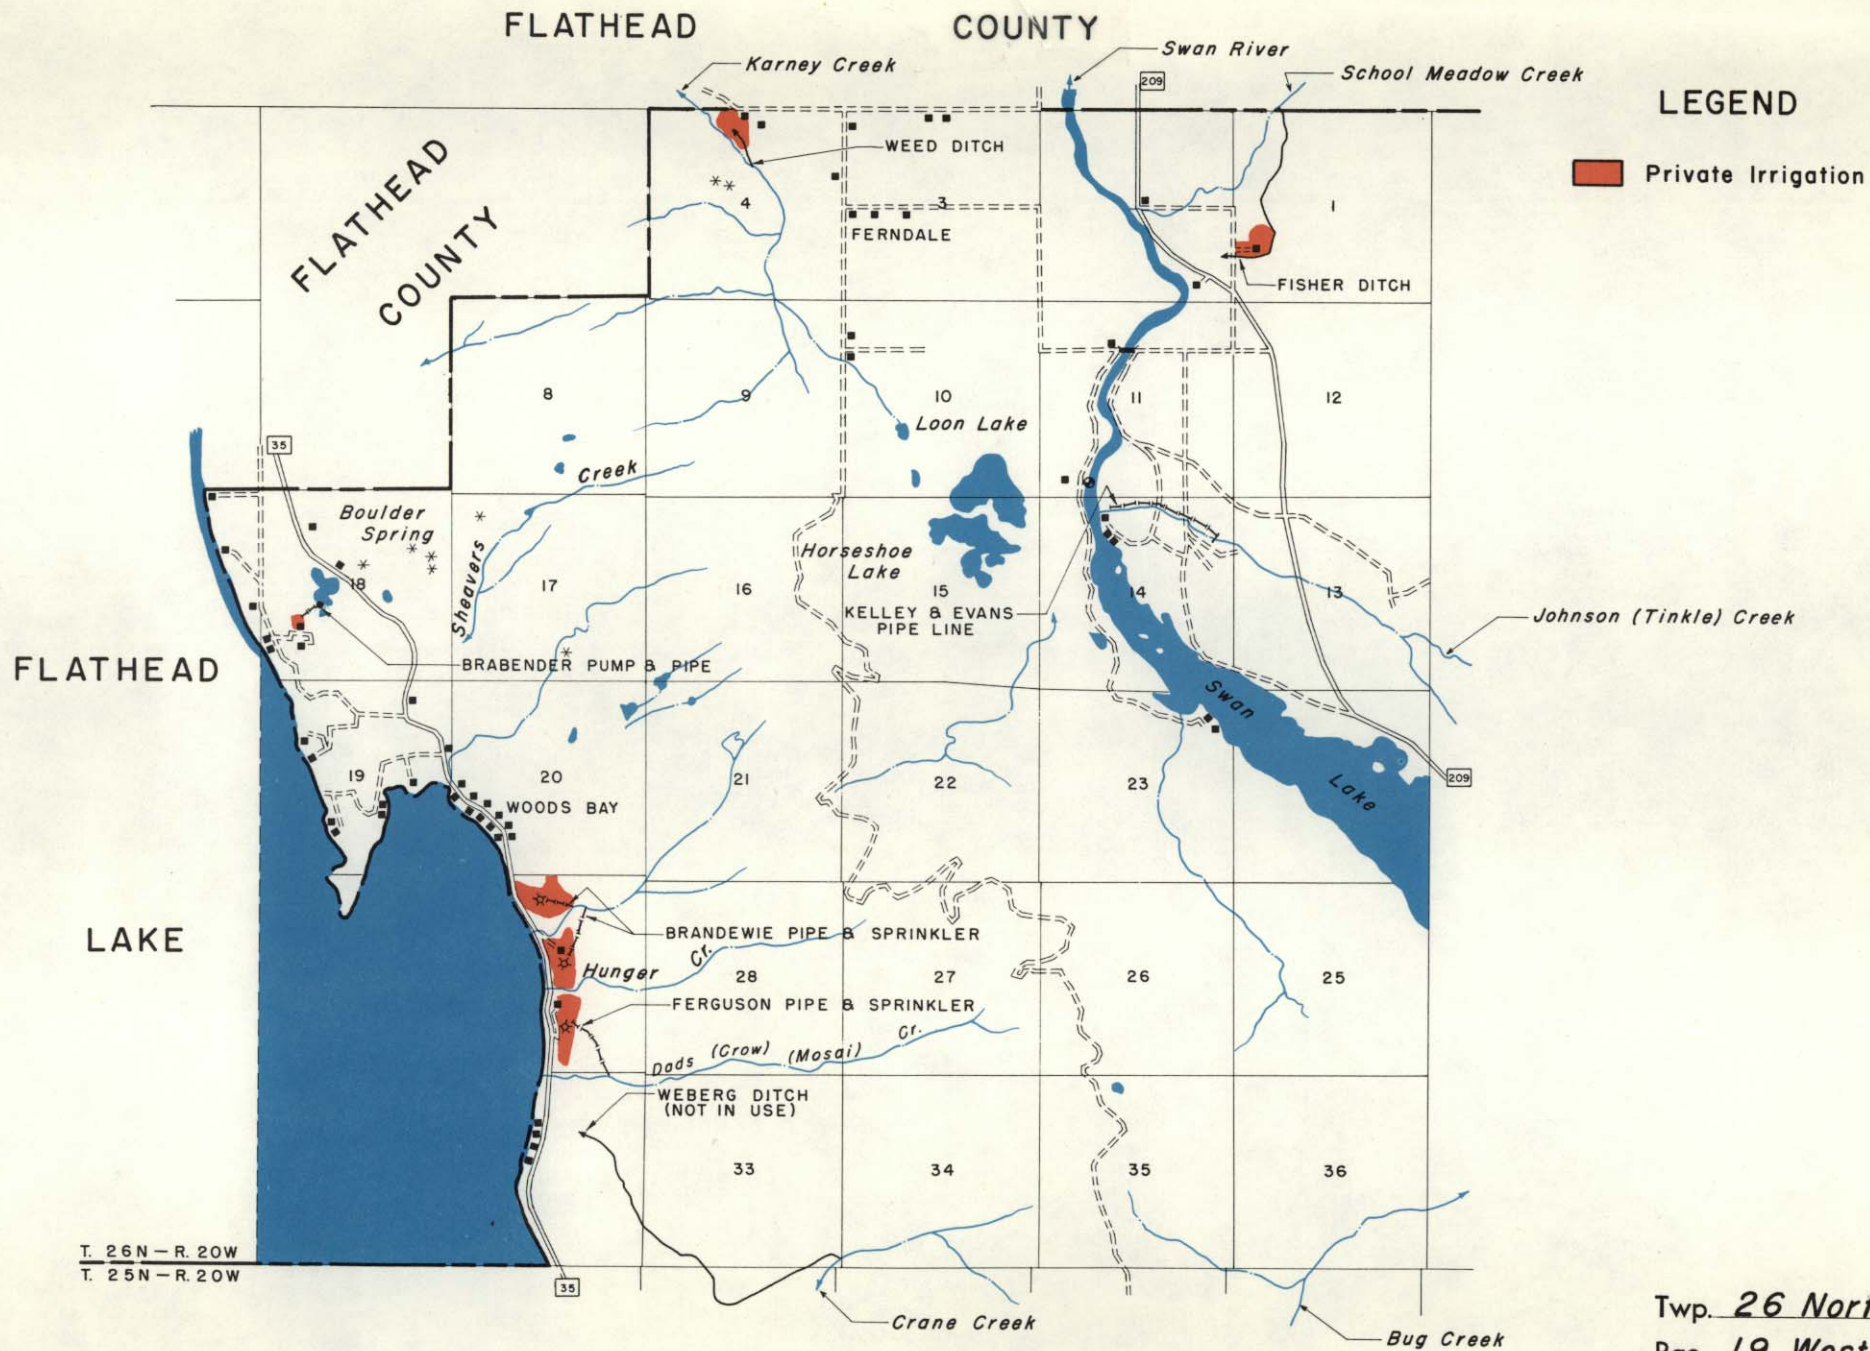 FLATHEAD COUNTY
Karney Creek
Swan River
209
School Meadow Creek
LEGEND
Private Irrigation
WEED DITCH
FLATHEAD
COUNTY
4
3
1
FERNDALE
FISHER DITCH
8
9
10
11
12
Loon Lake
35
Creek
Boulder
Spring
Sheavers
18
17
16
Horseshoe
Lake
15
14
13
KELLEY & EVANS
PIPE LINE
Johnson (Tinkle) Creek
BRABENDER PUMP & PIPE
FLATHEAD
Swan
Lake
19
20
21
22
23
209
WOODS BAY
LAKE
BRANDEWIE PIPE & SPRINKLER
Hunger Cr.
28
27
26
25
FERGUSON PIPE & SPRINKLER
Dads (Crow) (Mosai) Cr.
WEBERG DITCH
(NOT IN USE)
33
34
35
36
T. 26N - R. 20W
T. 25N - R. 20W
35
Crane Creek
Bug Creek
Twp. 26
19 West